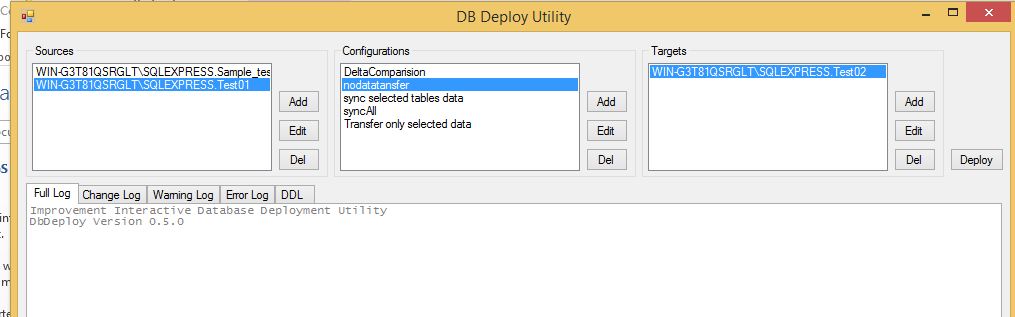 DB Deploy Utility
Sources
WIN-G3T81QSRGLT\SQLEXPRESS.Sample_tes
WIN-G3T81QSRGLT\SQLEXPRESS.Test01
Add
Edit
Del
Configurations
DeltaComparision
nodatatansfer
sync selected tables data
syncAll
Transfer only selected data
Add
Edit
Del
Targets
WIN-G3T81QSRGLT\SQLEXPRESS.Test02
Add
Edit
Del
Deploy
Full Log Change Log Warning Log Error Log DDL
Improvement Interactive Database Deployment Utility
DbDeploy Version 0.5.0